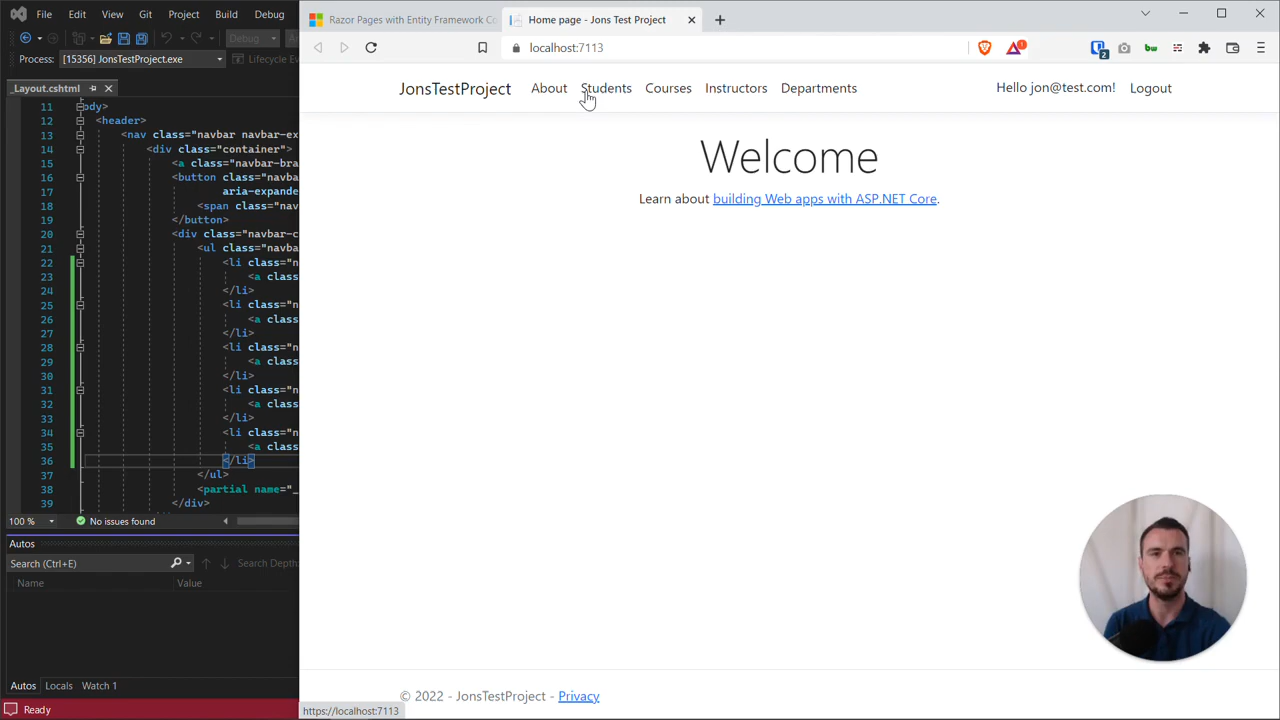 File Edit View Git Project Build Debug
Debug
Process: [15356] JonsTestProject.exe Lifecycle Ev
_Layout.cshtml
11 ody>
12 <header>
13 <nav class="navbar navbar-ex
14 <div class="container">
15 <a class="navbar-bra
16 <button class="navba
17 aria-expande
18 <span class="nav
19 </button>
20 <div class="navbar-c
21 <ul class="navba
22 <li class="n
23 <a class
24 </li>
25 <li class="n
26 <a class
27 </li>
28 <li class="n
29 <a class
30 </li>
31 <li class="n
32 <a class
33 </li>
34 <li class="n
35 <a class
36 </li>
37 </ul>
38 <partial name="_
39 </div>
100 % No issues found
Autos
Search (Ctrl+E) Search Depth:
Name Value
Autos Locals Watch 1
Ready
Razor Pages with Entity Framework Co
Home page - Jons Test Project
localhost:7113
2
1
JonsTestProject About Students Courses Instructors Departments Hello jon@test.com! Logout
Welcome
Learn about building Web apps with ASP.NET Core.
© 2022 - JonsTestProject - Privacy
https://localhost:7113